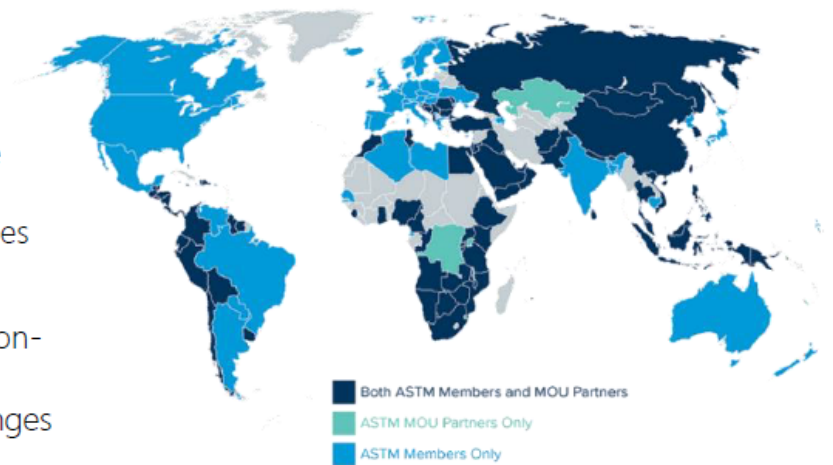 es
on-
nges
Both ASTM Members and MOU Partners
ASTM MOU Partners Only
ASTM Members Only